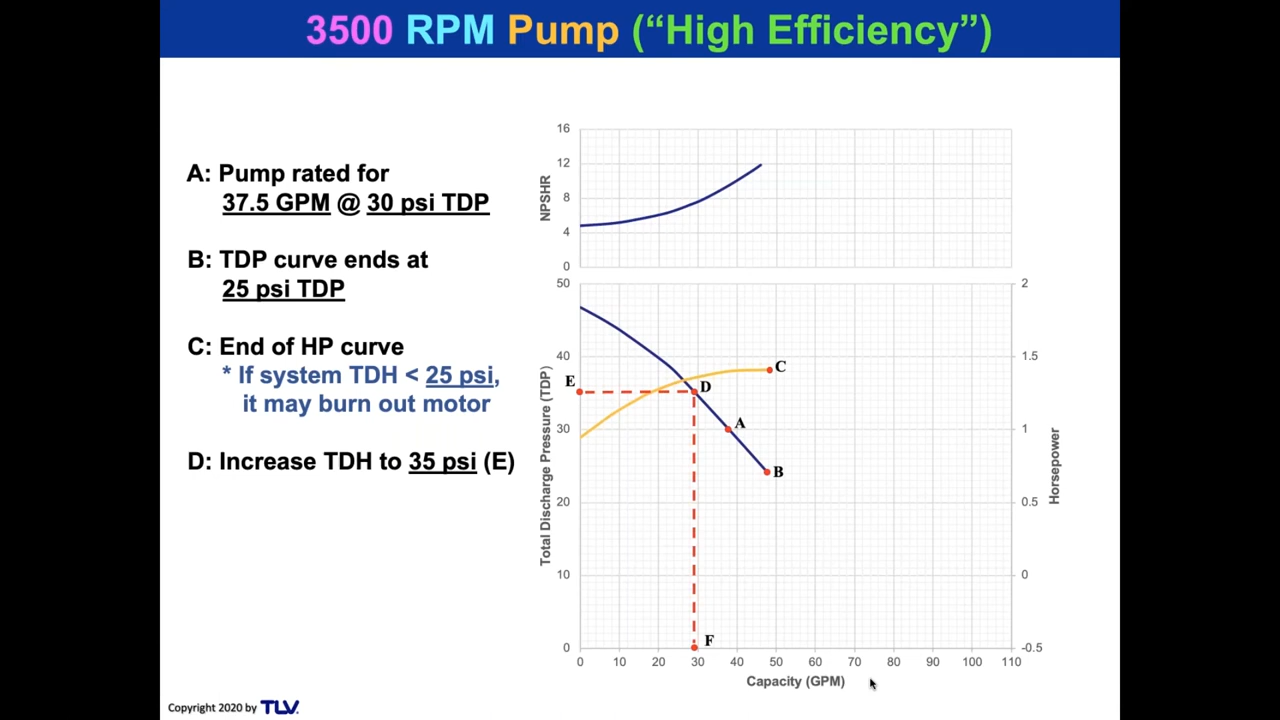 3500 RPM Pump (“High Efficiency”)
A: Pump rated for
37.5 GPM @ 30 psi TDP
B: TDP curve ends at
25 psi TDP
C: End of HP curve
* If system TDH < 25 psi,
it may burn out motor
D: Increase TDH to 35 psi (E)
NPSHR
16
12
8
4
0
Total Discharge Pressure (TDP)
50
40
30
20
10
0
2
1.5
1
0.5
0
-0.5
Horsepower
E
D
C
A
B
F
0 10 20 30 40 50 60 70 80 90 100 110
Capacity (GPM)
Copyright 2020 by TLV.